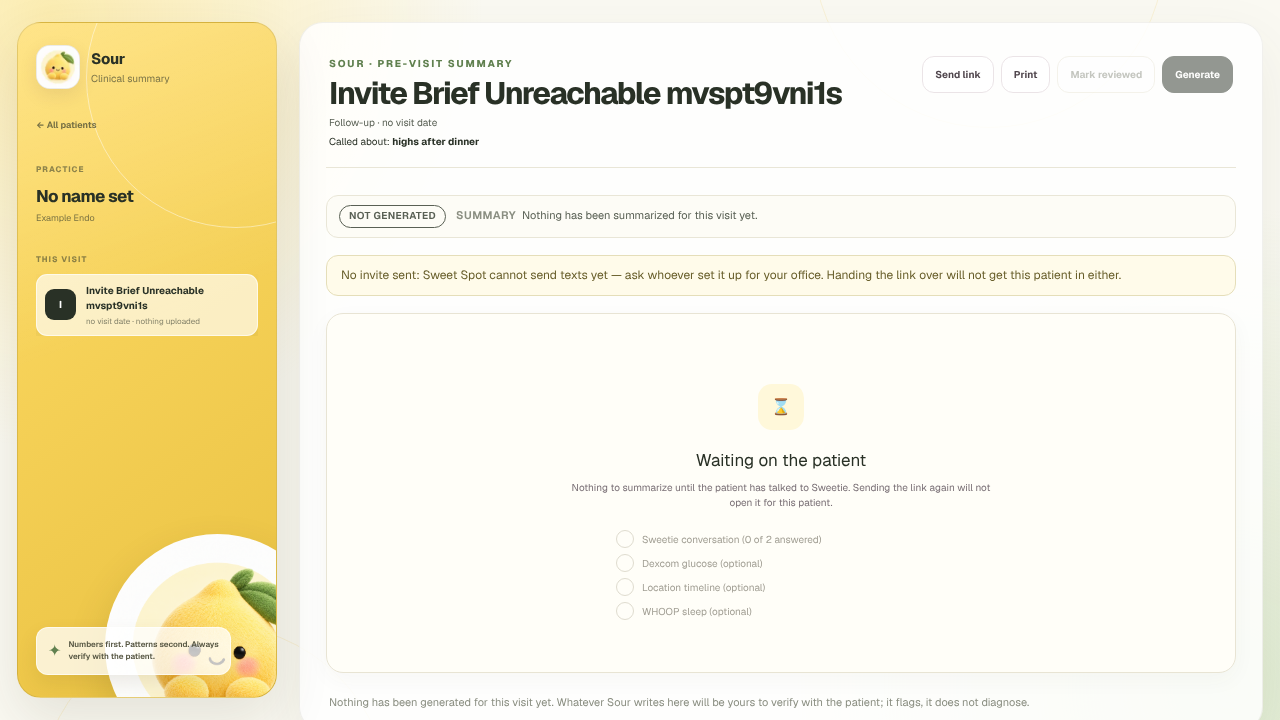 Sour
Clinical summary
← All patients
PRACTICE
No name set
Example Endo
THIS VISIT
I
Invite Brief Unreachable
mvspt9vni1s
no visit date · nothing uploaded
Numbers first. Patterns second. Always
verify with the patient.
SOUR · PRE-VISIT SUMMARY
Invite Brief Unreachable mvspt9vni1s
Follow-up · no visit date
Called about: highs after dinner
Send link
Print
Mark reviewed
Generate
NOT GENERATED SUMMARY Nothing has been summarized for this visit yet.
No invite sent: Sweet Spot cannot send texts yet — ask whoever set it up for your office. Handing the link over will not get this patient in either.
Waiting on the patient
Nothing to summarize until the patient has talked to Sweetie. Sending the link again will not
open it for this patient.
Sweetie conversation (0 of 2 answered)
Dexcom glucose (optional)
Location timeline (optional)
WHOOP sleep (optional)
Nothing has been generated for this visit yet. Whatever Sour writes here will be yours to verify with the patient; it flags, it does not diagnose.